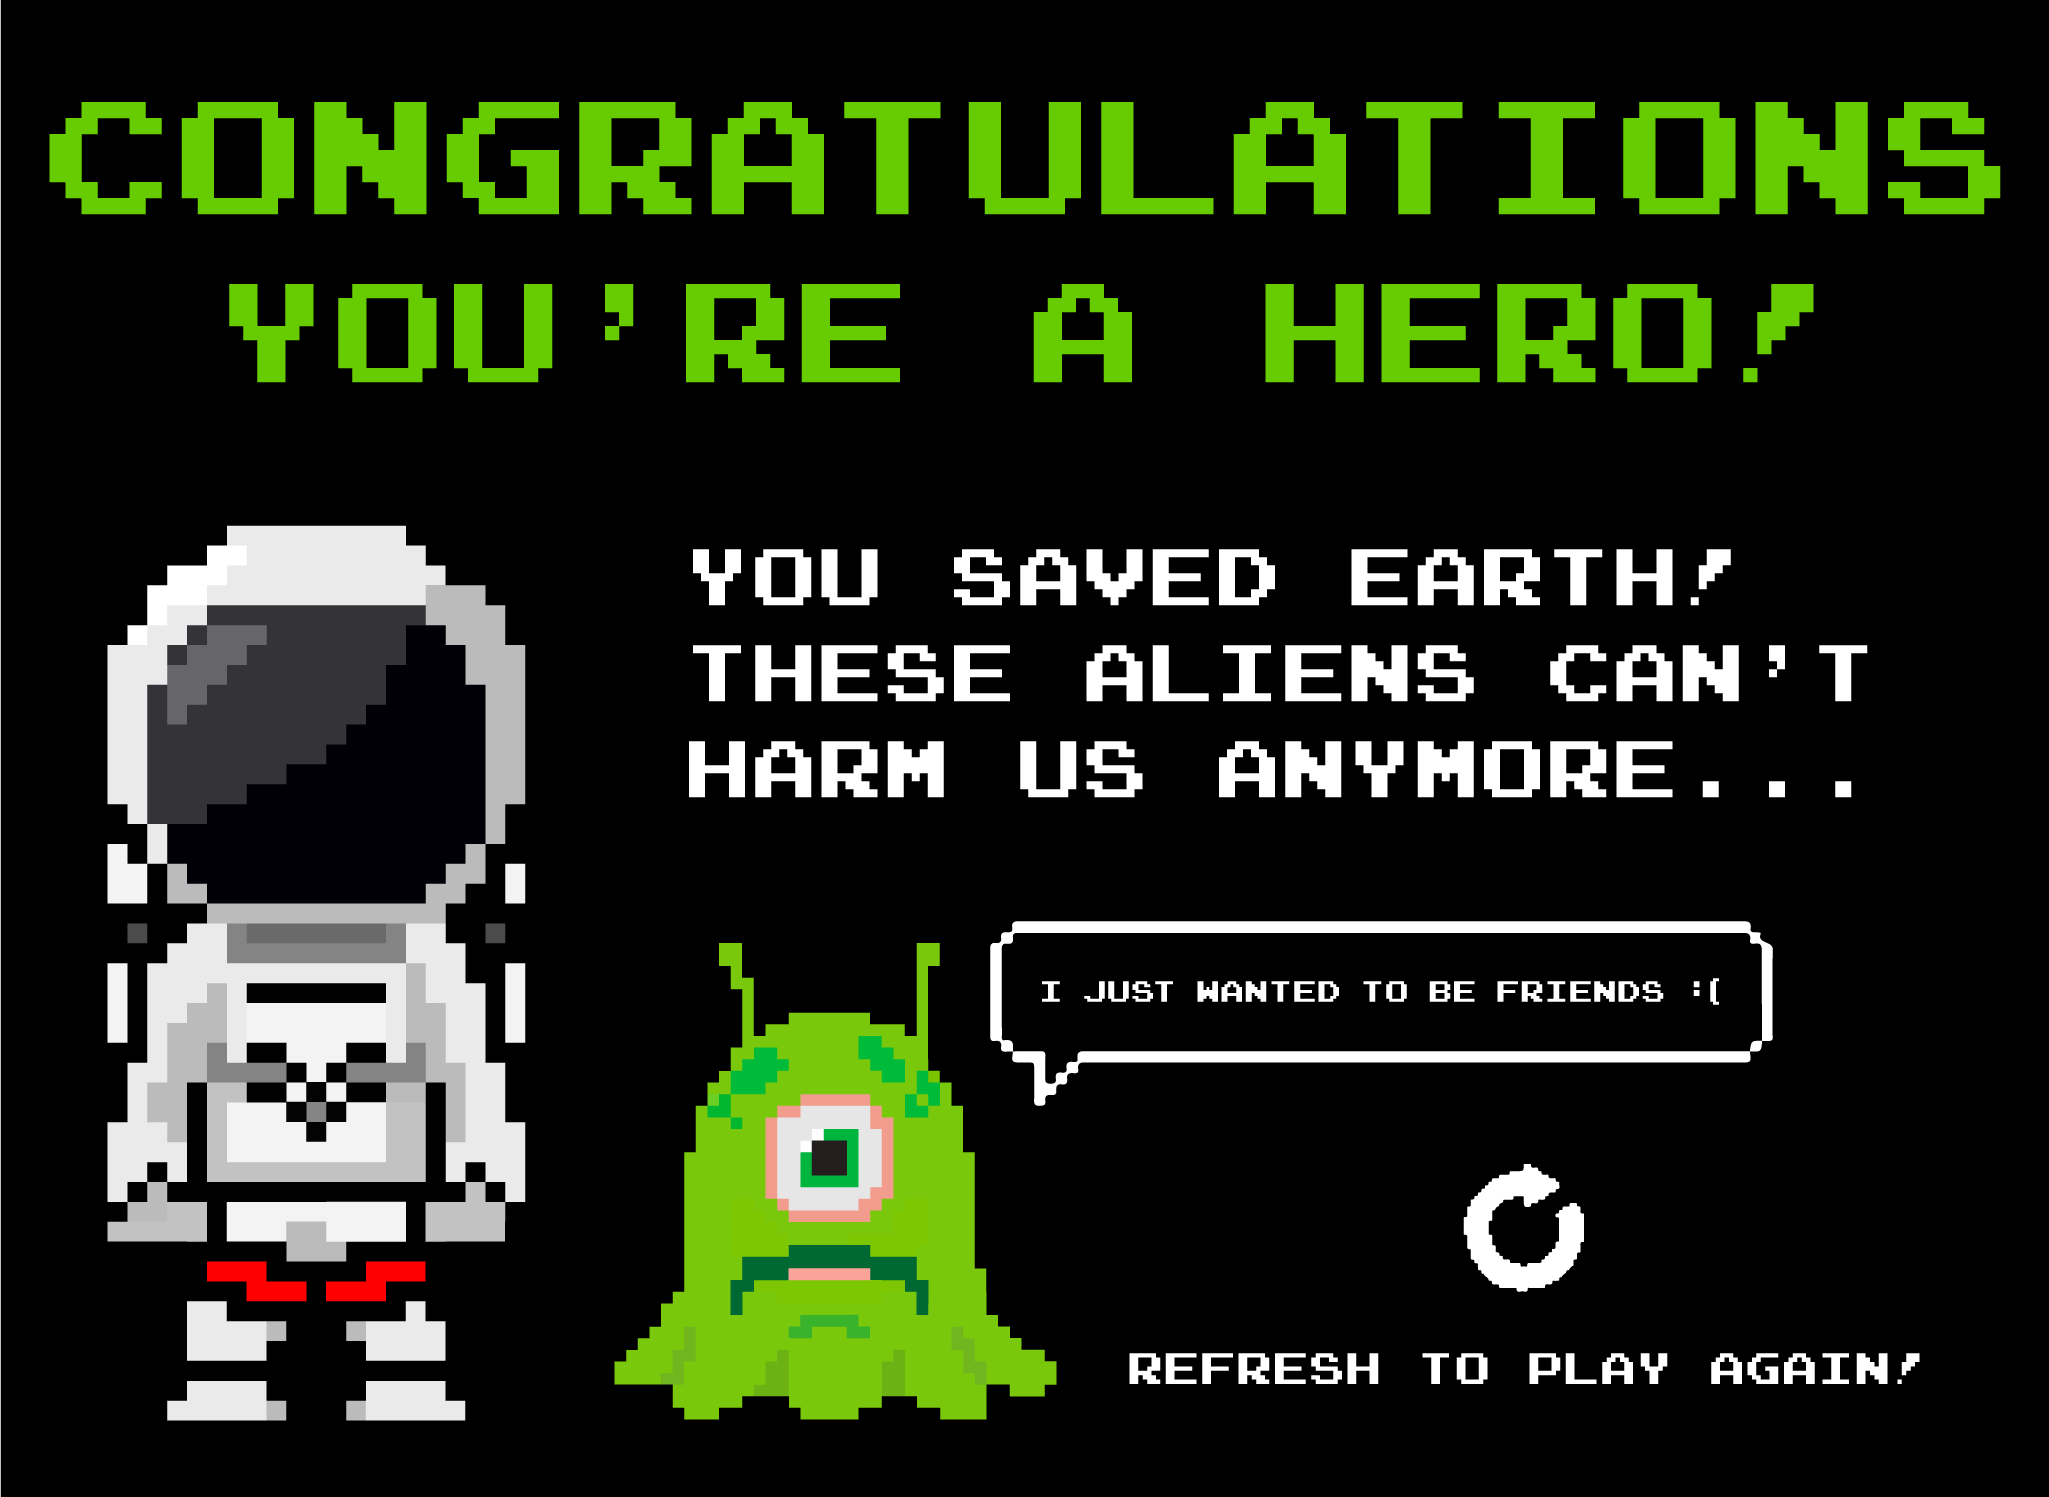 CONGRATULATIONS
YOU'RE A HERO!
YOU SAVED EARTH!
THESE ALIENS CAN'T
HARM US ANYMORE...
I JUST WANTED TO BE FRIENDS :(
REFRESH TO PLAY AGAIN!